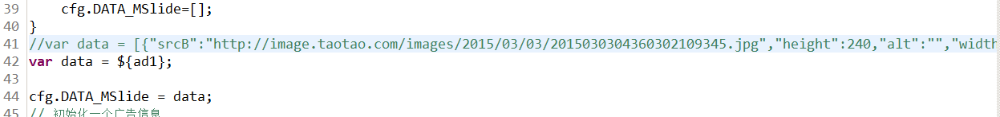 39 cfg.DATA_MSlide=[];
40 }
41 //var data = [{"srcB":"http://image.taotao.com/images/2015/03/03/2015030304360302109345.jpg","height":240,"alt":"","width
42 var data = ${ad1};
43
44 cfg.DATA_MSlide = data;
45 // 初始化一个广告信息